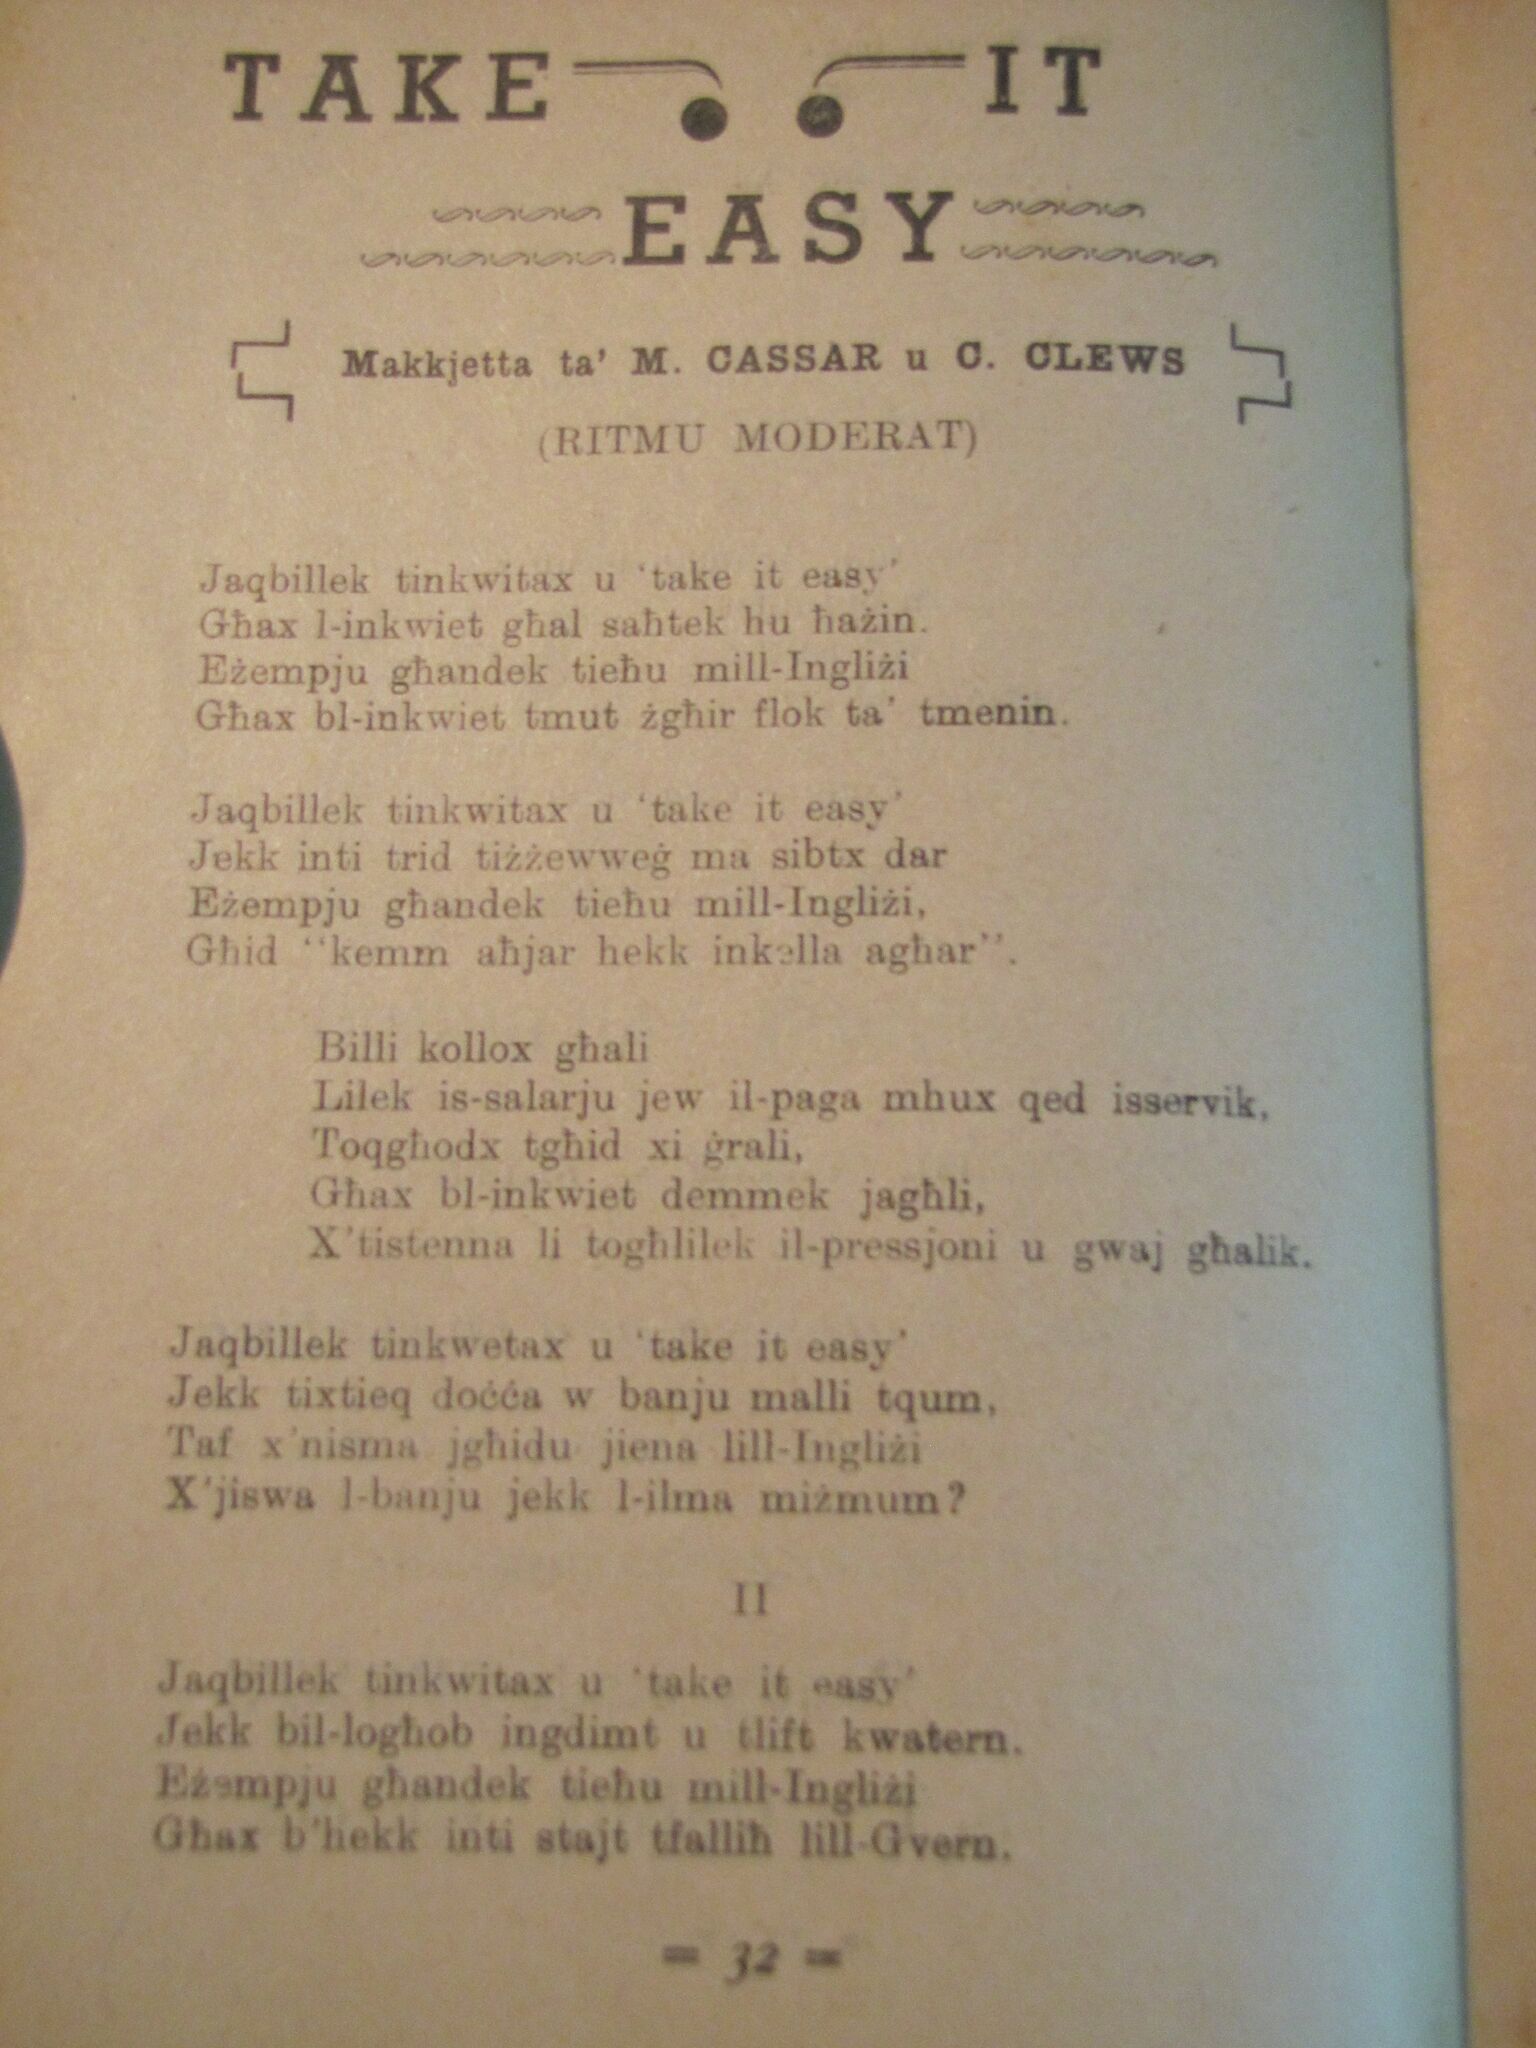 TAKE IT
EASY
Makkjetta ta' M. CASSAR u C. CLEWS
(RITMU MODERAT)
Jaqbillek tinkwitax u 'take it easy'
Għax l-inkwiet għal saħtek hu ħażin.
Eżempju għandek tieħu mill-Ingliżi
Għax bl-inkwiet tmut żgħir flok ta' tmenin.
Jaqbillek tinkwitax u 'take it easy'
Jekk inti trid tiżżewweġ ma sibtx dar
Eżempju għandek tieħu mill-Ingliżi,
Għid "kemm aħjar hekk inkella agħar".
Billi kollox għali
Lilek is-salarju jew il-paga mhux qed isservik,
Toqgħodx tgħid xi ġrali,
Għax bl-inkwiet demmek jagħli,
X'tistenna li togħlilek il-pressjoni u gwaj għalik.
Jaqbillek tinkwetax u 'take it easy'
Jekk tixtieq doċċa w banju malli tqum,
Taf x'nisma jgħidu jiena lill-Ingliżi
X'jiswa l-banju jekk l-ilma miżmum?
II
Jaqbillek tinkwitax u 'take it easy'
Jekk bil-logħob ingdimt u tlift kwatern.
Eżempju għandek tieħu mill-Ingliżi
Għax b'hekk inti stajt tfalliħ lill-Gvern.
= 32 =